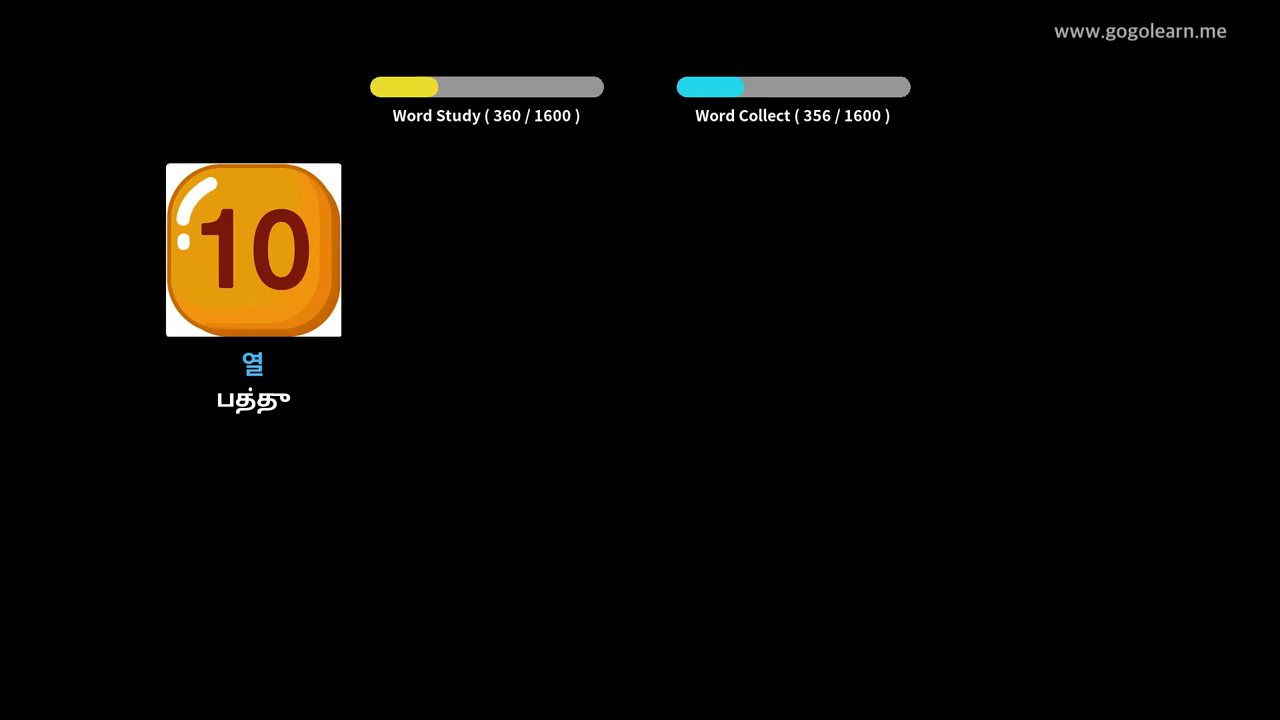 www.gogolearn.me
Word Study ( 360 / 1600 )
Word Collect ( 356 / 1600 )
10
열
பத்து